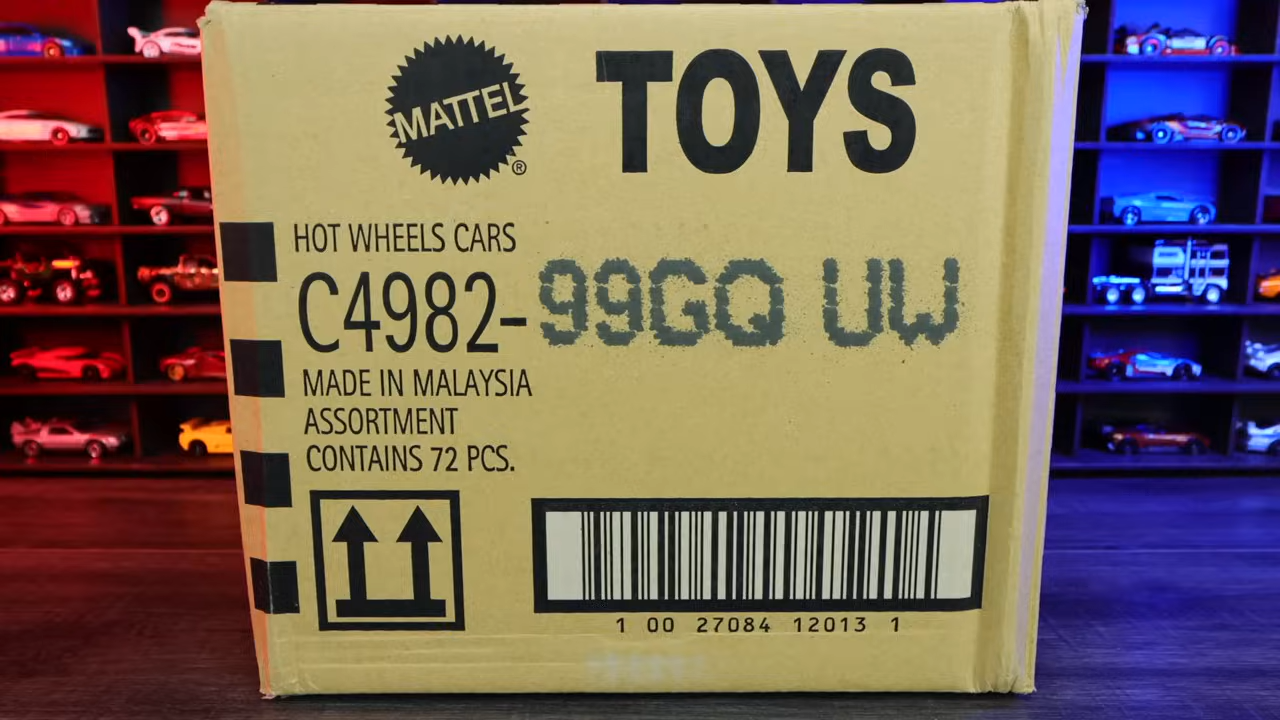 MATTEL ® TOYS
HOT WHEELS CARS
C4982-99GQ UW
MADE IN MALAYSIA
ASSORTMENT
CONTAINS 72 PCS.
1 00 27084 12013 1